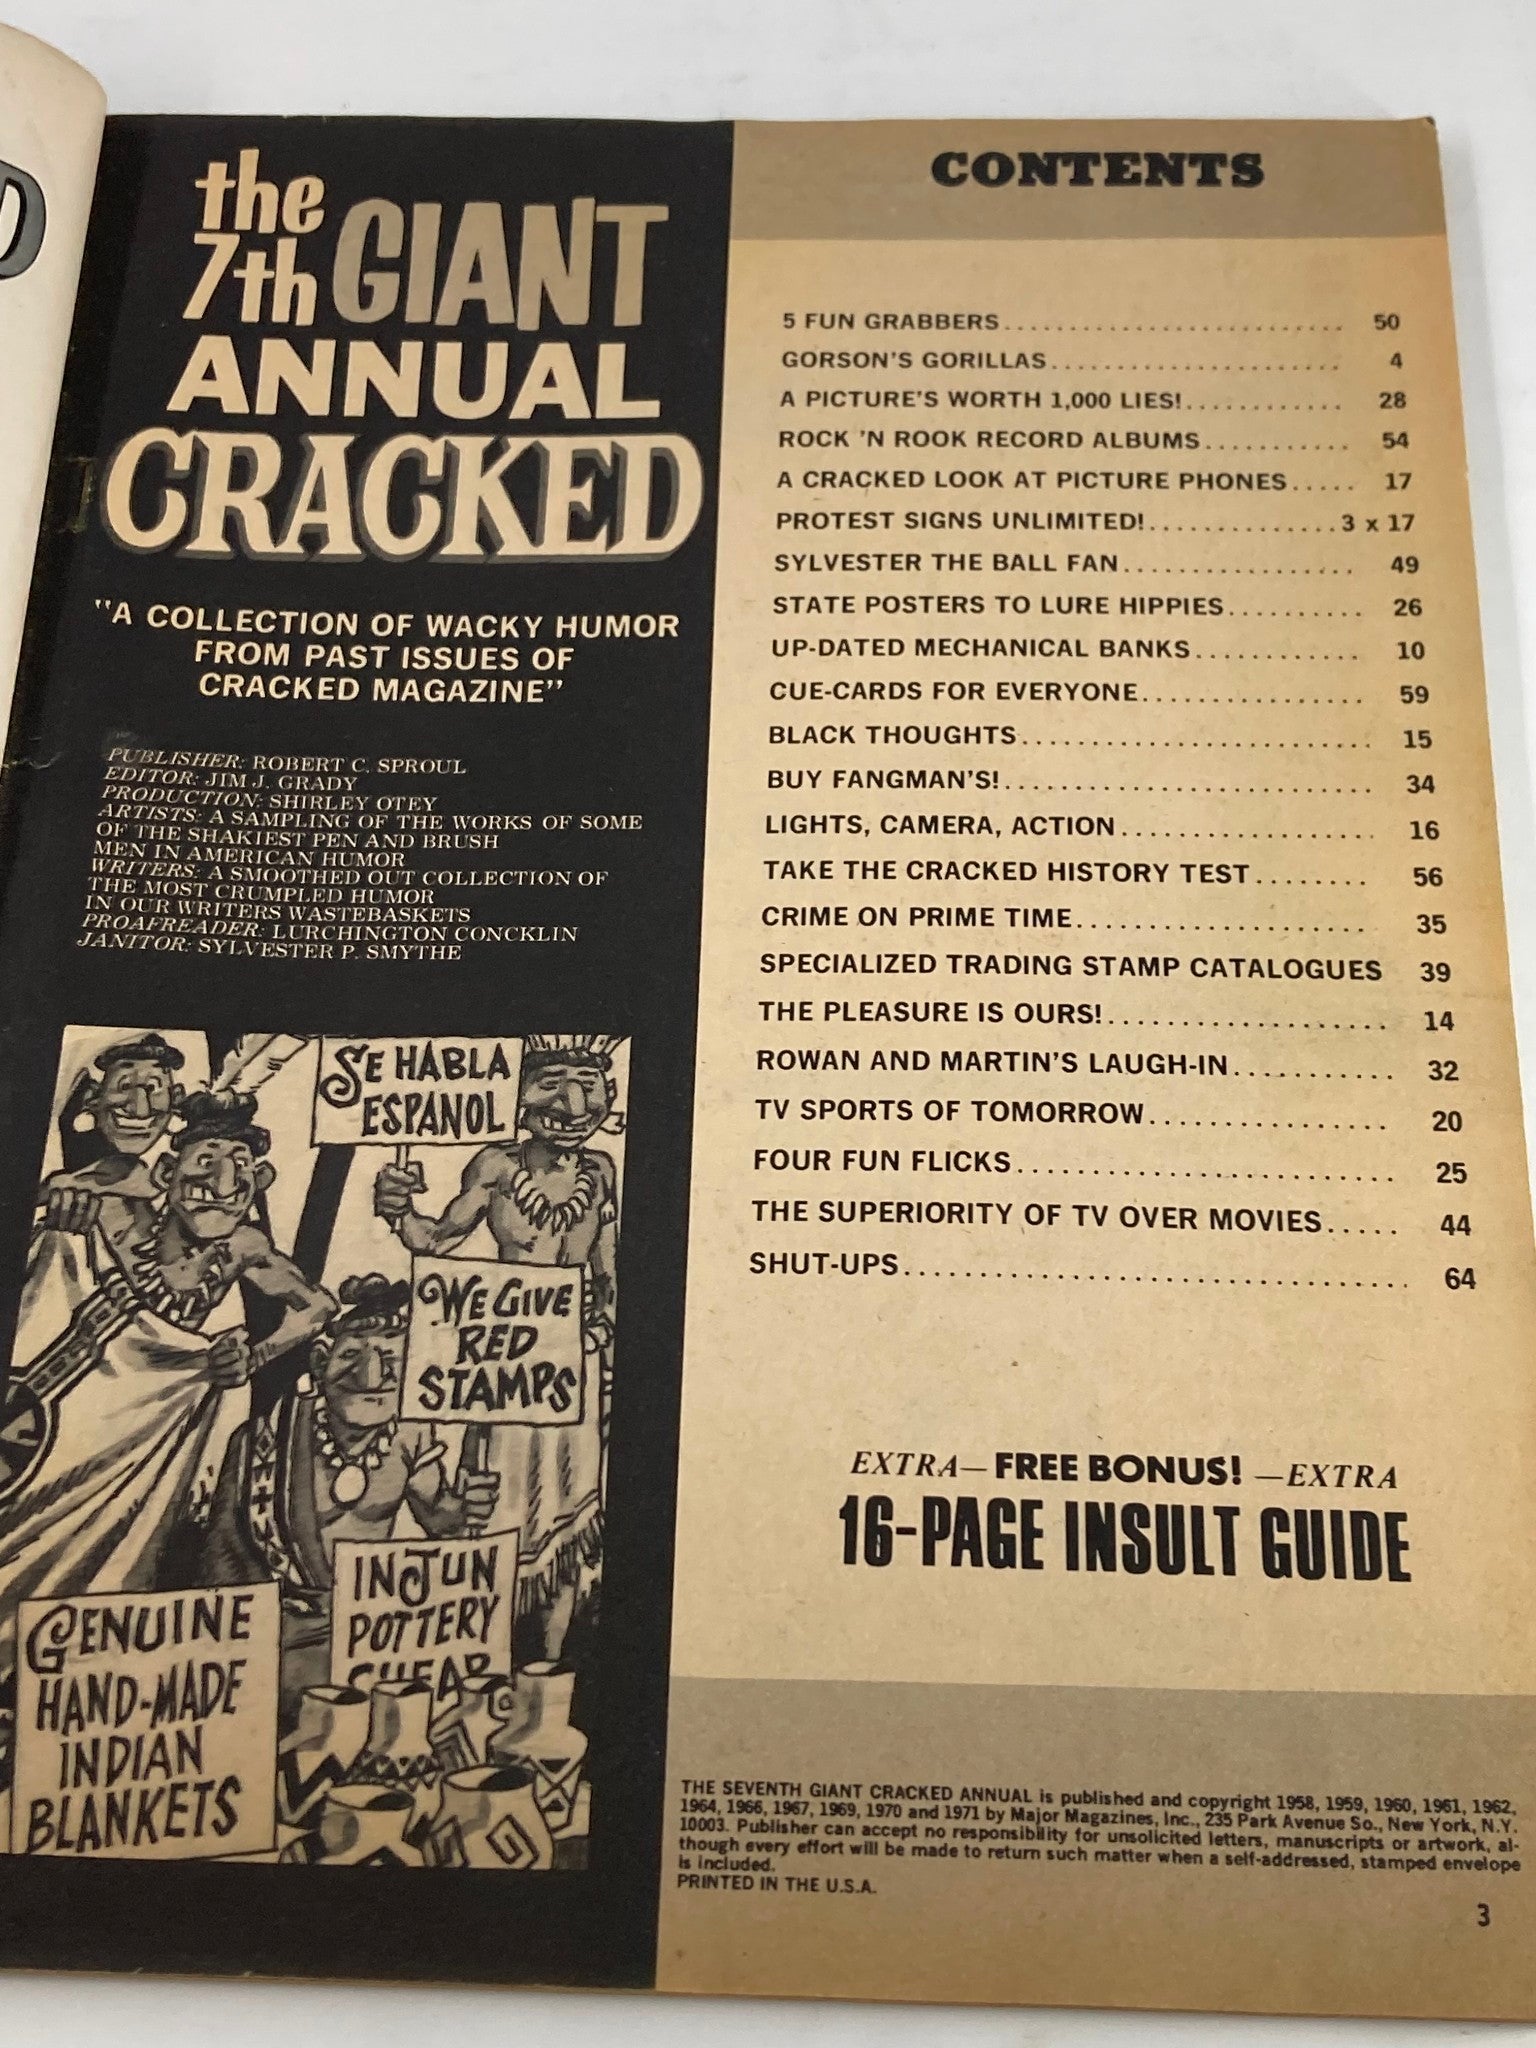 D
the
7th GIANT
ANNUAL
CRACKED
"A COLLECTION OF WACKY HUMOR
FROM PAST ISSUES OF
CRACKED MAGAZINE"
PUBLISHER: ROBERT C. SPROUL
EDITOR: JIM J. GRADY
PRODUCTION: SHIRLEY OTEY
ARTISTS: A SAMPLING OF THE WORKS OF SOME
OF THE SHAKIEST PEN AND BRUSH
MEN IN AMERICAN HUMOR
WRITERS: A SMOOTHED OUT COLLECTION OF
THE MOST CRUMPLED HUMOR
IN OUR WRITERS WASTEBASKETS
PROAFREADER: LURCHINGTON CONCKLIN
JANITOR: SYLVESTER P. SMYTHE
SE HABLA
ESPANOL
WE GIVE
RED
STAMPS
INJUN
POTTERY
CHEAP
GENUINE
HAND-MADE
INDIAN
BLANKETS
CONTENTS
5 FUN GRABBERS.......................... 50
GORSON'S GORILLAS...................... 4
A PICTURE'S WORTH 1,000 LIES!............ 28
ROCK 'N ROOK RECORD ALBUMS........... 54
A CRACKED LOOK AT PICTURE PHONES..... 17
PROTEST SIGNS UNLIMITED!..............3 x 17
SYLVESTER THE BALL FAN.................. 49
STATE POSTERS TO LURE HIPPIES.......... 26
UP-DATED MECHANICAL BANKS............ 10
CUE-CARDS FOR EVERYONE................ 59
BLACK THOUGHTS.......................... 15
BUY FANGMAN'S!............................ 34
LIGHTS, CAMERA, ACTION................... 16
TAKE THE CRACKED HISTORY TEST........ 56
CRIME ON PRIME TIME...................... 35
SPECIALIZED TRADING STAMP CATALOGUES 39
THE PLEASURE IS OURS!..................... 14
ROWAN AND MARTIN'S LAUGH-IN............ 32
TV SPORTS OF TOMORROW................. 20
FOUR FUN FLICKS............................ 25
THE SUPERIORITY OF TV OVER MOVIES..... 44
SHUT-UPS................................... 64
EXTRA—FREE BONUS!—EXTRA
16-PAGE INSULT GUIDE
THE SEVENTH GIANT CRACKED ANNUAL is published and copyright 1958, 1959, 1960, 1961, 1962,
1964, 1966, 1967, 1969, 1970 and 1971 by Major Magazines, Inc., 235 Park Avenue So., New York, N.Y.
10003. Publisher can accept no responsibility for unsolicited letters, manuscripts or artwork, al-
though every effort will be made to return such matter when a self-addressed, stamped envelope
is included.
PRINTED IN THE U.S.A.
3